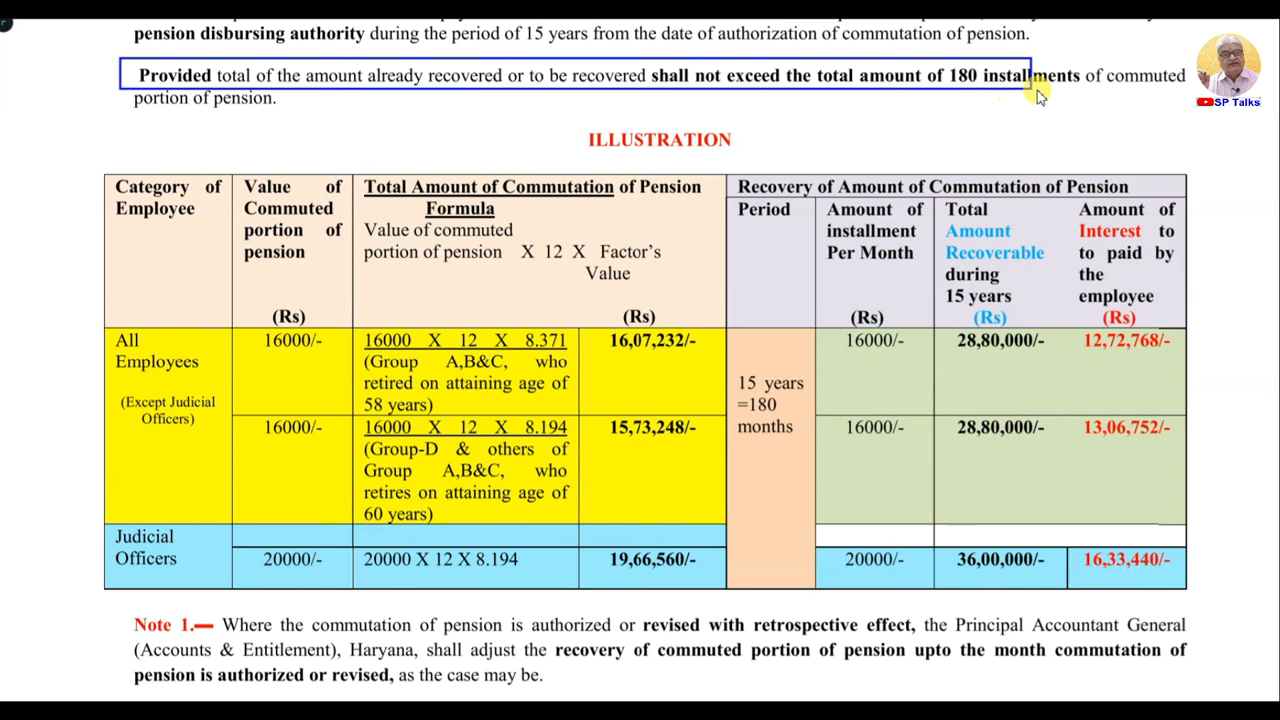 pension disbursing authority during the period of 15 years from the date of authorization of commutation of pension.
Provided total of the amount already recovered or to be recovered shall not exceed the total amount of 180 installments of commuted
portion of pension.
SP Talks
ILLUSTRATION
Category of
Employee
Value of
Commuted
portion of
pension
(Rs)
Total Amount of Commutation of Pension
Formula
Value of commuted
portion of pension X 12 X Factor's
Value
(Rs)
Recovery of Amount of Commutation of Pension
Period
Amount of
installment
Per Month
(Rs)
Total
Amount
Recoverable
during
15 years
(Rs)
Amount of
Interest to
to paid by
the
employee
(Rs)
All
Employees
(Except Judicial
Officers)
16000/-
16000 X 12 X 8.371
(Group A,B&C, who
retired on attaining age of
58 years)
16,07,232/-
15 years
=180
months
16000/-
28,80,000/-
12,72,768/-
16000/-
16000 X 12 X 8.194
(Group-D & others of
Group A,B&C, who
retires on attaining age of
60 years)
15,73,248/-
16000/-
28,80,000/-
13,06,752/-
Judicial
Officers
20000/-
20000 X 12 X 8.194
19,66,560/-
20000/-
36,00,000/-
16,33,440/-
Note 1.— Where the commutation of pension is authorized or revised with retrospective effect, the Principal Accountant General
(Accounts & Entitlement), Haryana, shall adjust the recovery of commuted portion of pension upto the month commutation of
pension is authorized or revised, as the case may be.